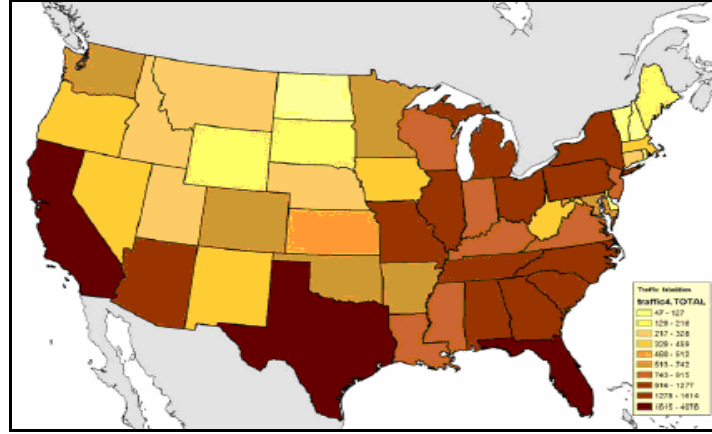 Traffic fatalities
traffic4.TOTAL
47 - 127
128 - 216
217 - 328
329 - 459
460 - 512
513 - 742
743 - 915
916 - 1277
1278 - 1614
1615 - 4078